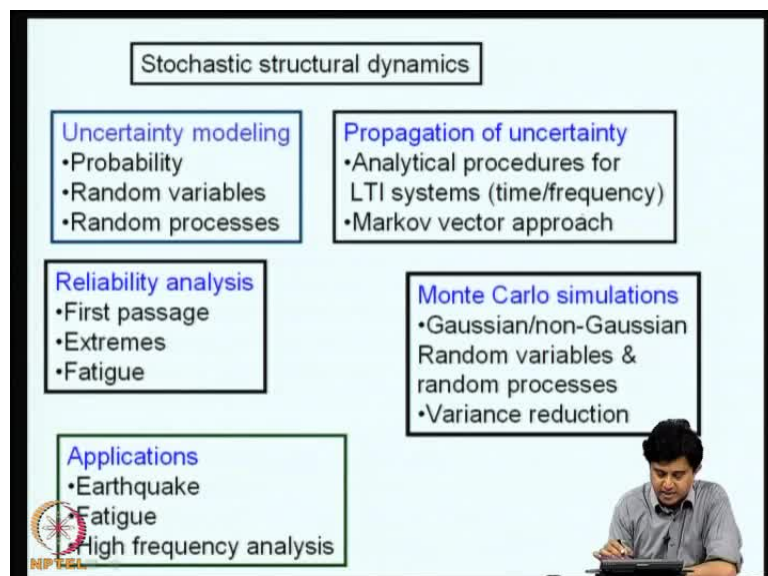 Stochastic structural dynamics
Uncertainty modeling
•Probability
•Random variables
•Random processes
Propagation of uncertainty
•Analytical procedures for
LTI systems (time/frequency)
•Markov vector approach
Reliability analysis
•First passage
•Extremes
•Fatigue
Monte Carlo simulations
•Gaussian/non-Gaussian
Random variables &
random processes
•Variance reduction
Applications
•Earthquake
•Fatigue
•High frequency analysis
NPTEL